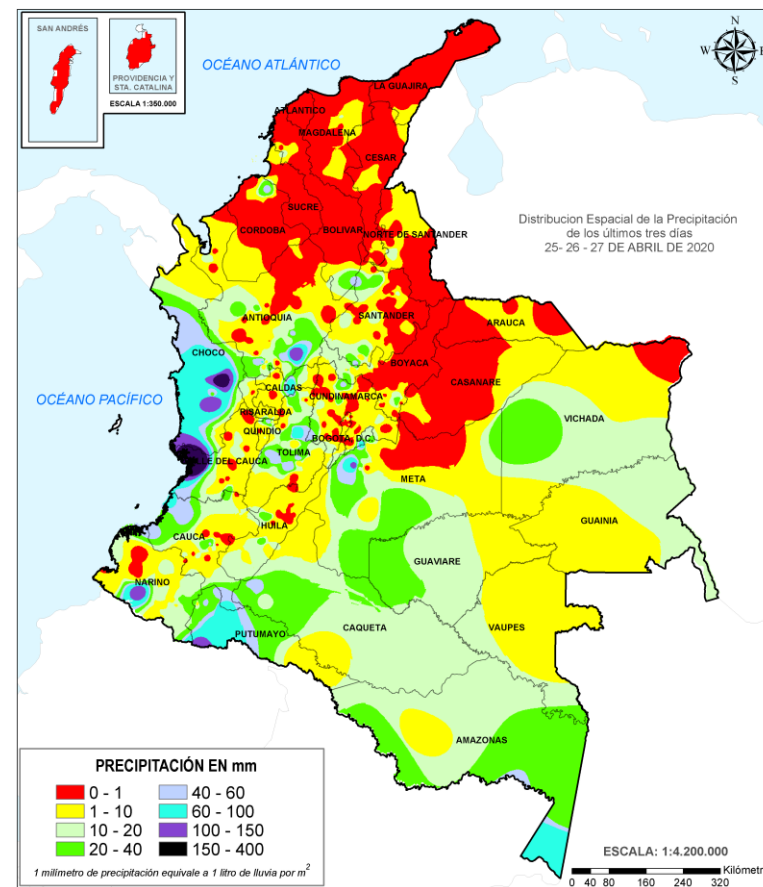 SAN ANDRÉS
PROVIDENCIA Y
STA. CATALINA
ESCALA 1:350.000
N
W
E
S
OCÉANO ATLÁNTICO
LA GUAJIRA
ATLANTICO
MAGDALENA
CESAR
Distribucion Espacial de la Precipitación
de los últimos tres días
25- 26 - 27 DE ABRIL DE 2020
SUCRE
CORDOBA
BOLIVAR
NORTE DE SANTANDER
ANTIOQUIA
SANTANDER
ARAUCA
CHOCO
BOYACA
CASANARE
OCÉANO PACÍFICO
CALDAS
CUNDINAMARCA
RISARALDA
VICHADA
QUINDIO
BOGOTA, D.C.
TOLIMA
VALLE DEL CAUCA
META
HUILA
GUAINIA
CAUCA
GUAVIARE
NARINO
VAUPES
PUTUMAYO
CAQUETA
AMAZONAS
PRECIPITACIÓN EN mm
0 - 1
40 - 60
1 - 10
60 - 100
10 - 20
100 - 150
20 - 40
150 - 400
1 milímetro de precipitación equivale a 1 litro de lluvia por m²
ESCALA: 1:4.200.000
Kilómet
0 40 80 160 240 320